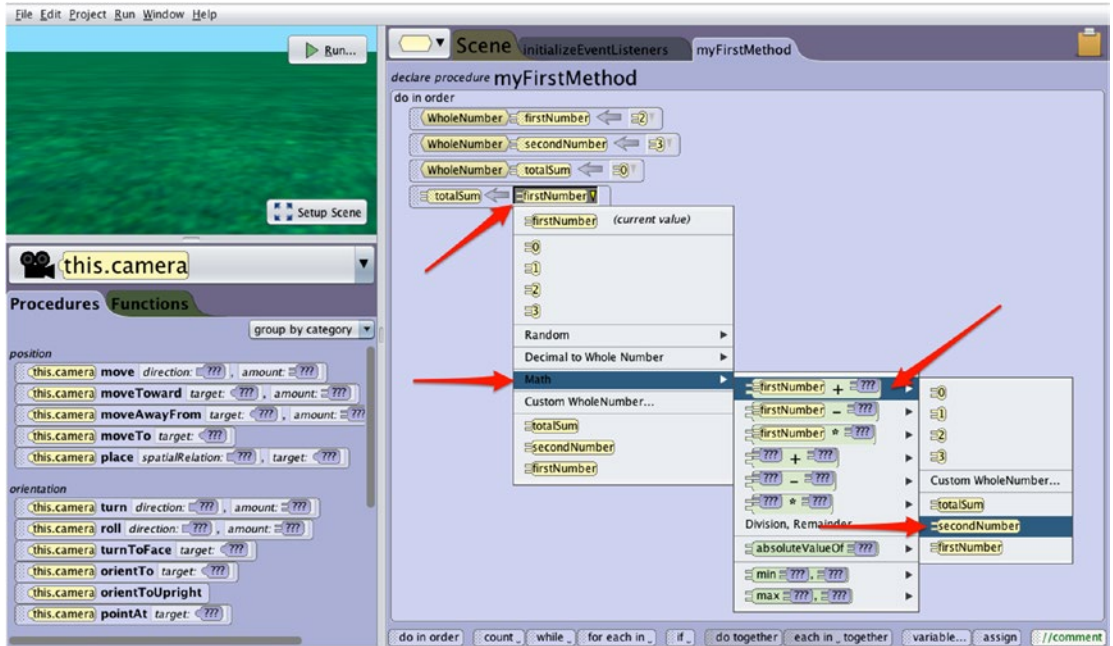 File Edit Project Run Window Help
Run...
Setup Scene
this.camera
Procedures Functions
group by category
position
this.camera move direction: ??? , amount: ???
this.camera moveToward target: ??? , amount: ???
this.camera moveAwayFrom target: ??? , amount: ???
this.camera moveTo target: ???
this.camera place spatialRelation: ??? , target: ???
orientation
this.camera turn direction: ??? , amount: ???
this.camera roll direction: ??? , amount: ???
this.camera turnToFace target: ???
this.camera orientTo target: ???
this.camera orientToUpright
this.camera pointAt target: ???
Scene initializeEventListeners myFirstMethod
declare procedure myFirstMethod
do in order
WholeNumber firstNumber 2
WholeNumber secondNumber 3
WholeNumber totalSum 0
totalSum firstNumber
firstNumber (current value)
0
1
2
3
Random
Decimal to Whole Number
Math
Custom WholeNumber...
totalSum
secondNumber
firstNumber
firstNumber + ???
firstNumber - ???
firstNumber * ???
??? + ???
??? - ???
??? * ???
Division, Remainder
absoluteValueOf ???
min ??? , ???
max ??? , ???
0
1
2
3
Custom WholeNumber...
totalSum
secondNumber
firstNumber
do in order count _ while _ for each in _ if _ do together each in _ together variable... assign //comment